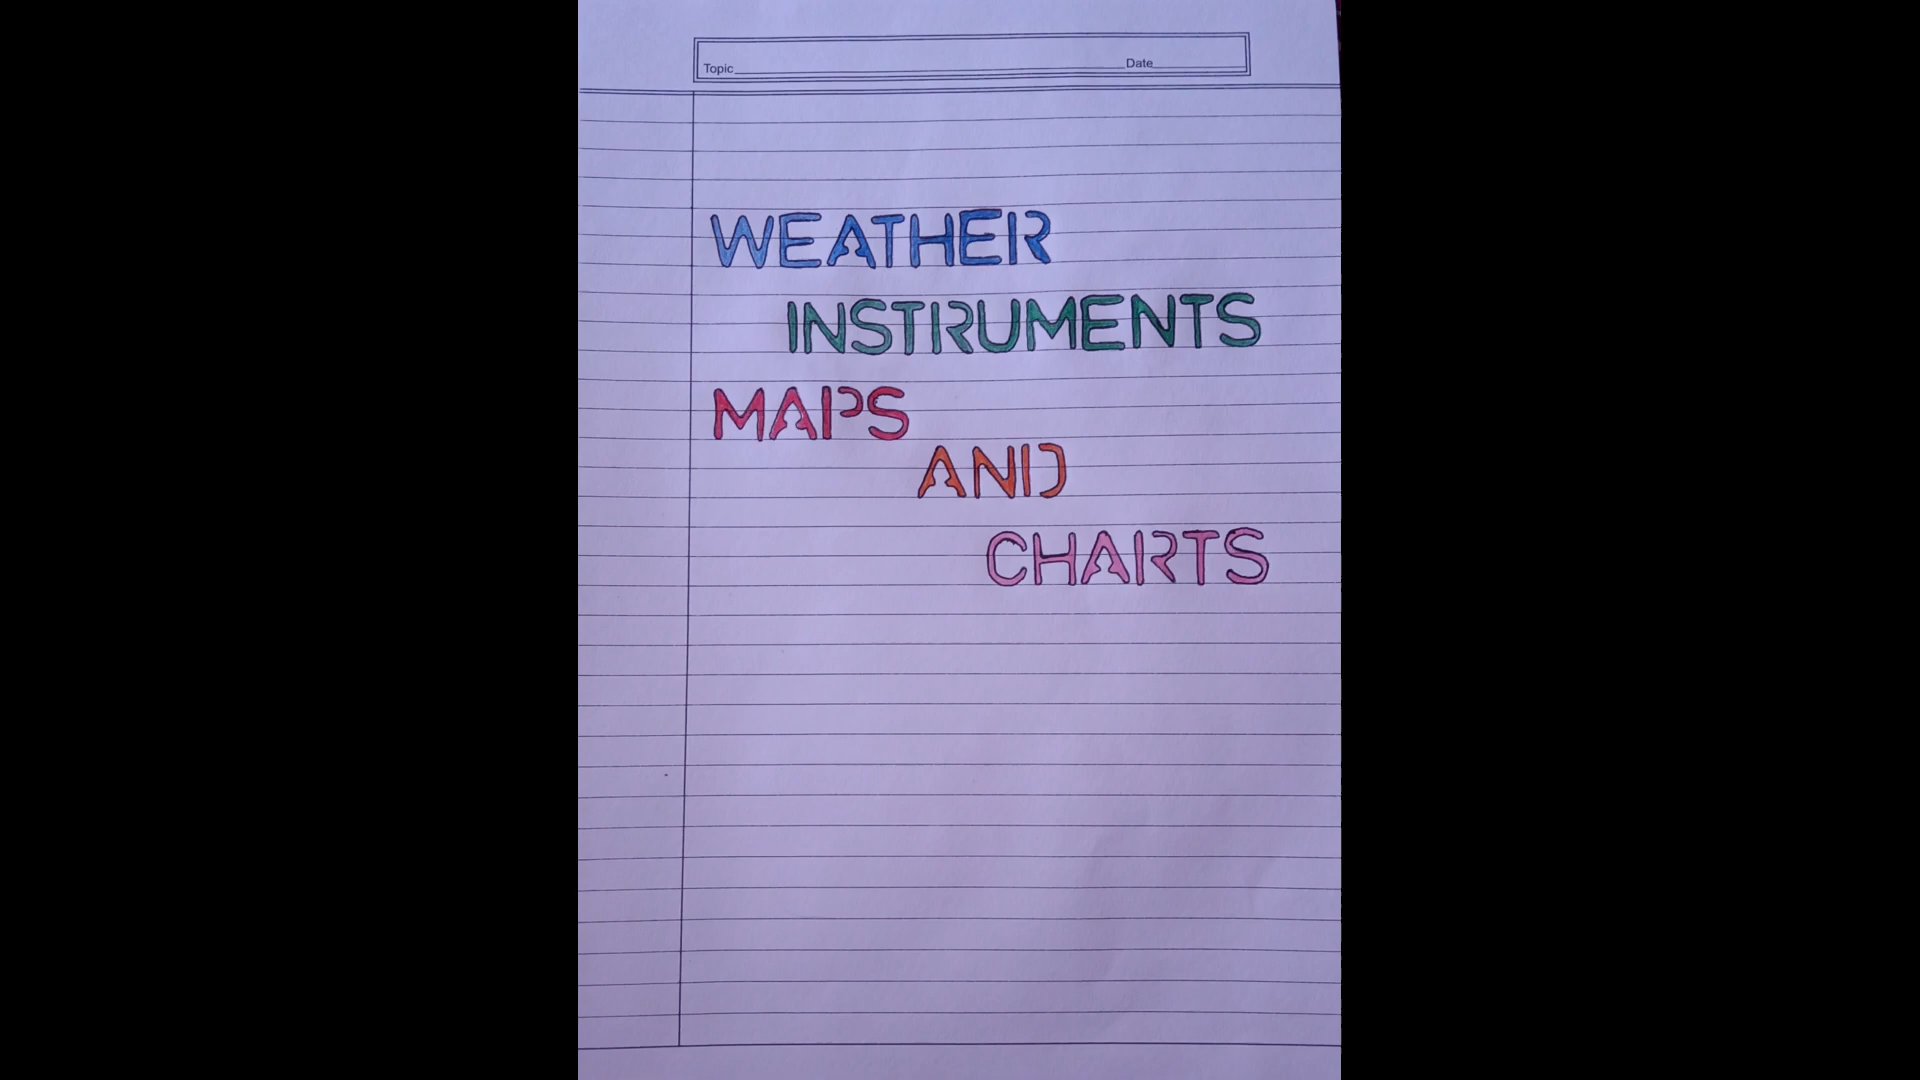 Topic Date
WEATHER
INSTRUMENTS
MAPS
AND
CHARTS